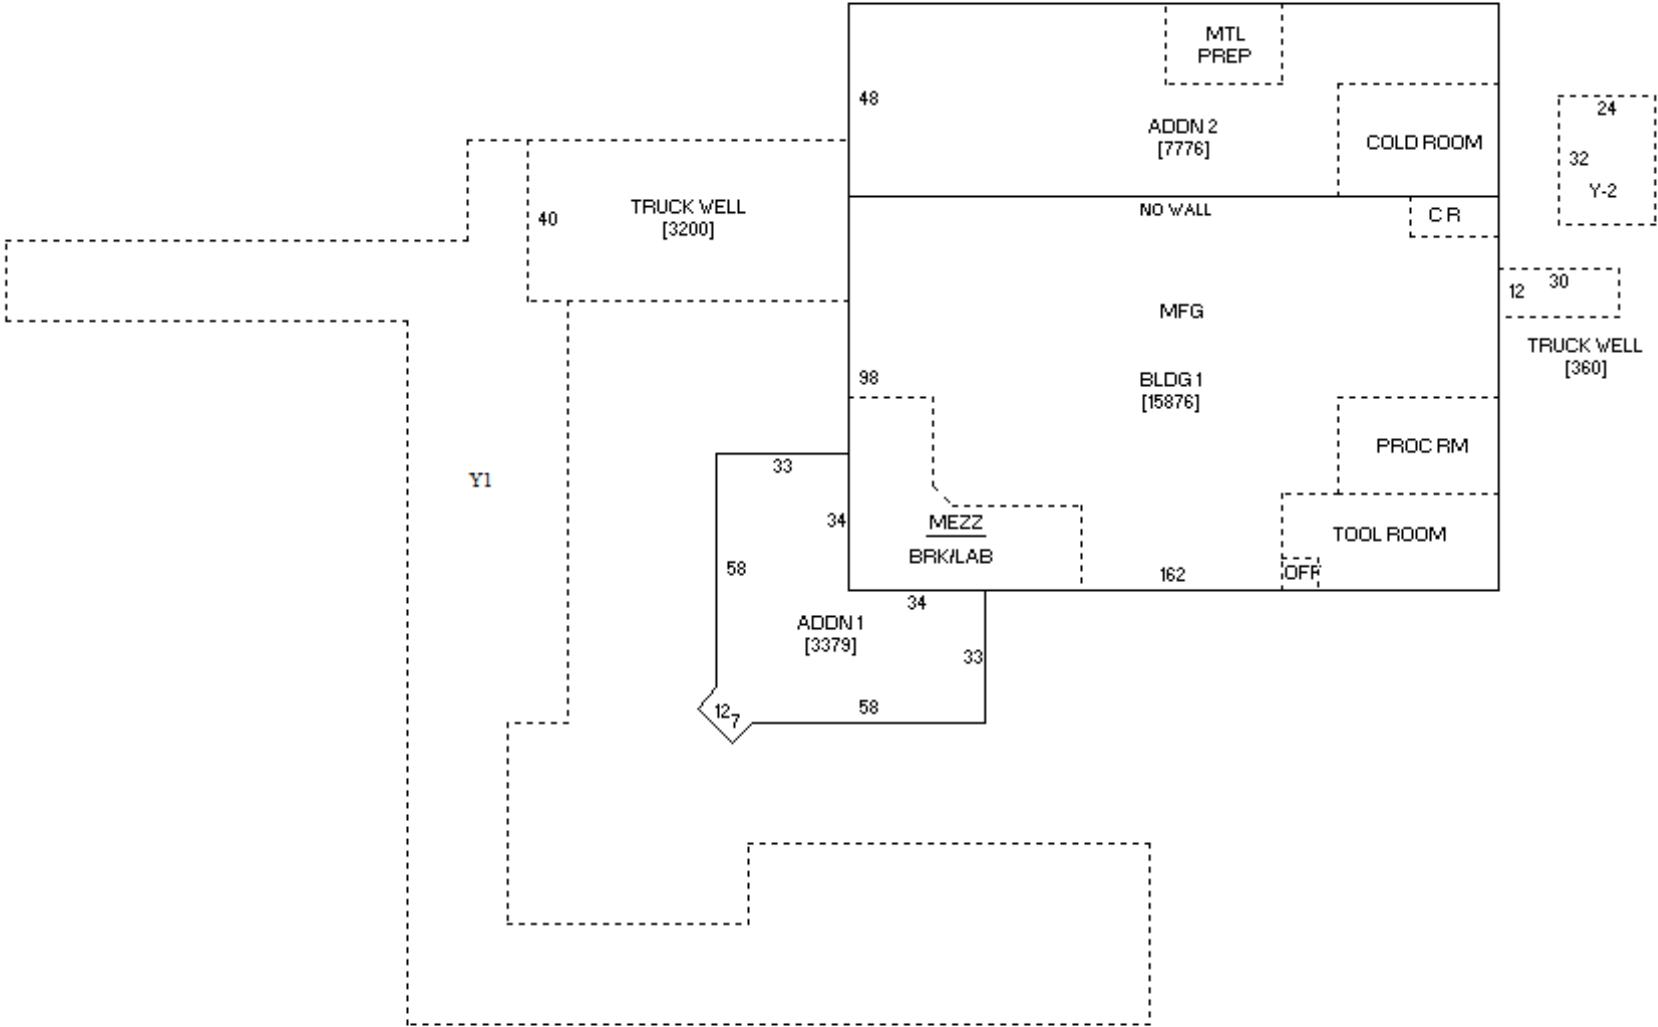 MTL
PREP
48
ADDN 2
[7776]
COLD ROOM
24
32
Y-2
40
TRUCK WELL
[3200]
NO WALL
C R
30
12
MFG
TRUCK WELL
[360]
98
BLDG 1
[15876]
PROC RM
33
Y1
34
MEZZ
BRK/LAB
TOOL ROOM
58
162
OFF
34
ADDN 1
[3379]
33
58
12
7